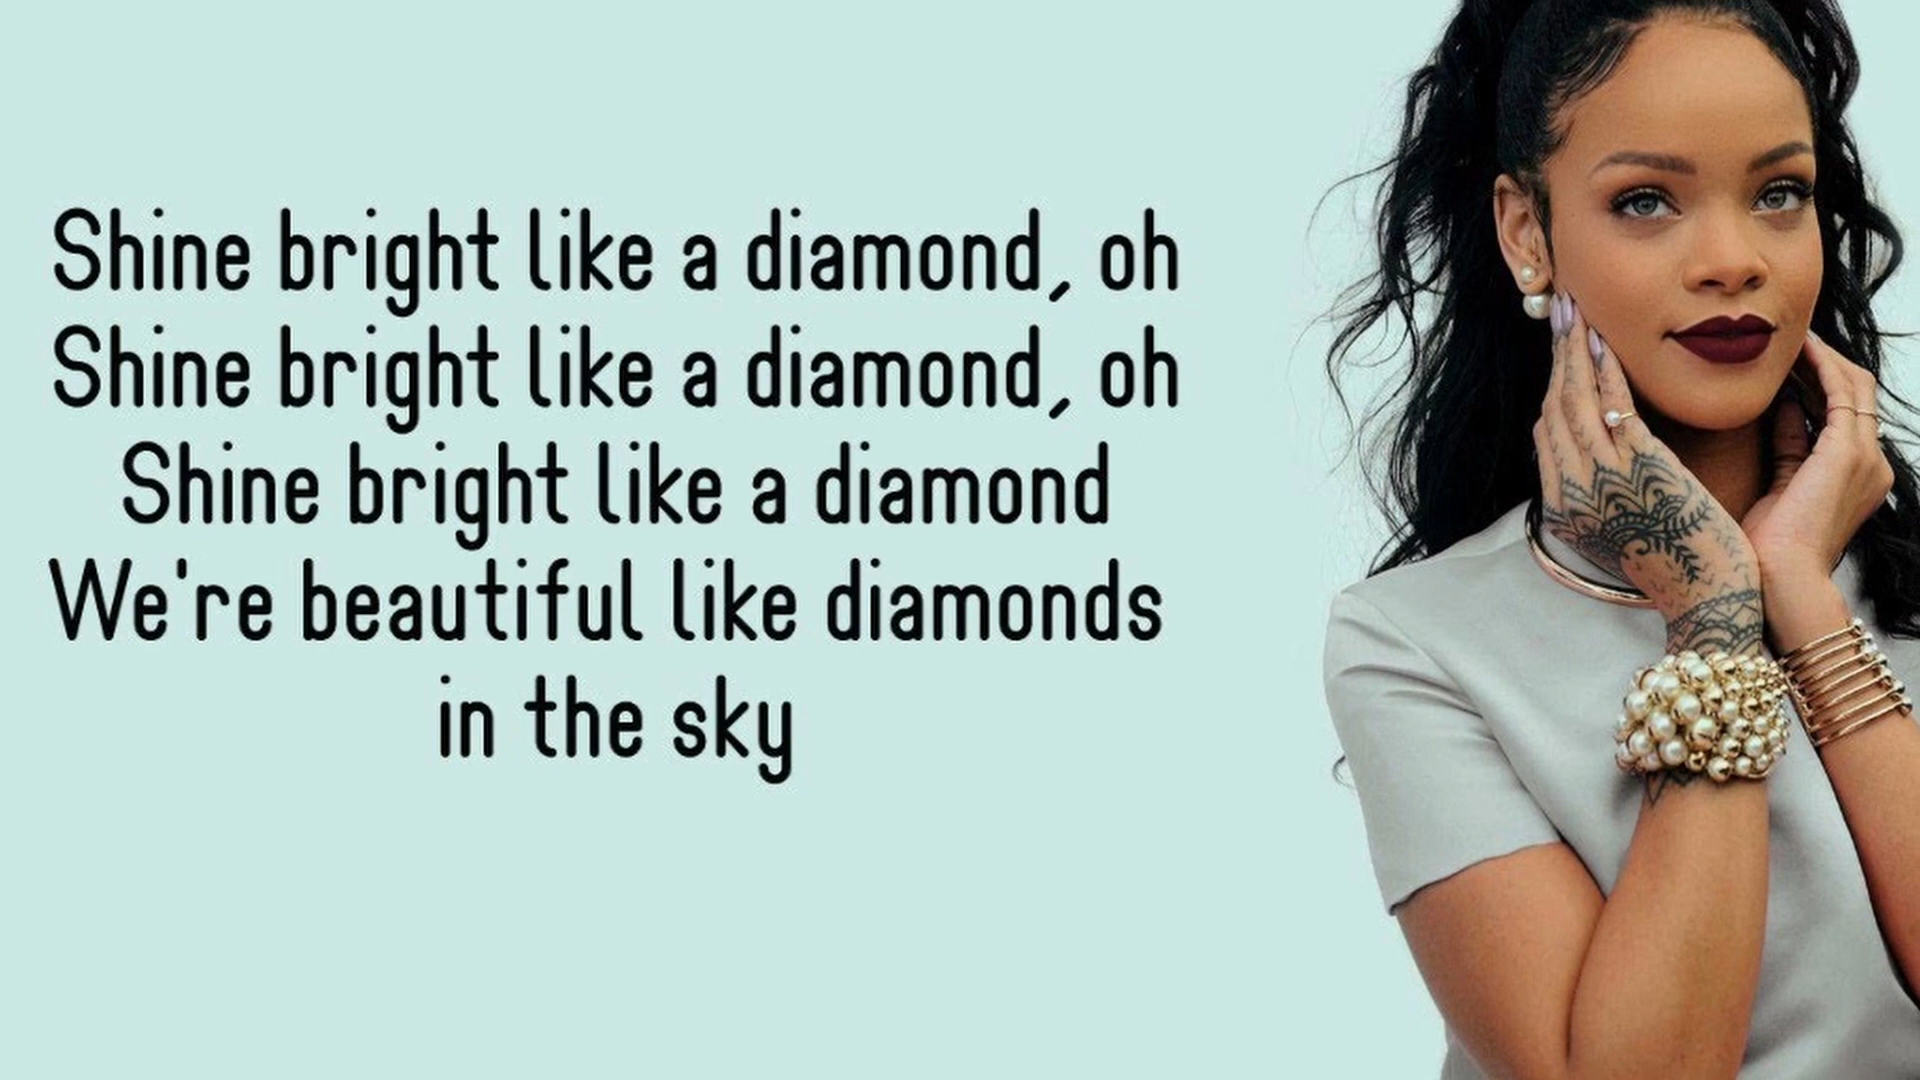 Shine bright like a diamond, oh
Shine bright like a diamond, oh
Shine bright like a diamond
We're beautiful like diamonds
in the sky